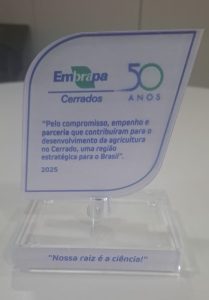 Embrapa 50
Cerrados ANOS
"Pelo compromisso, empenho e
parceria que contribuíram para o
desenvolvimento da agricultura
no Cerrado, uma região
estratégica para o Brasil".
2025
"Nossa raiz é a ciência!"